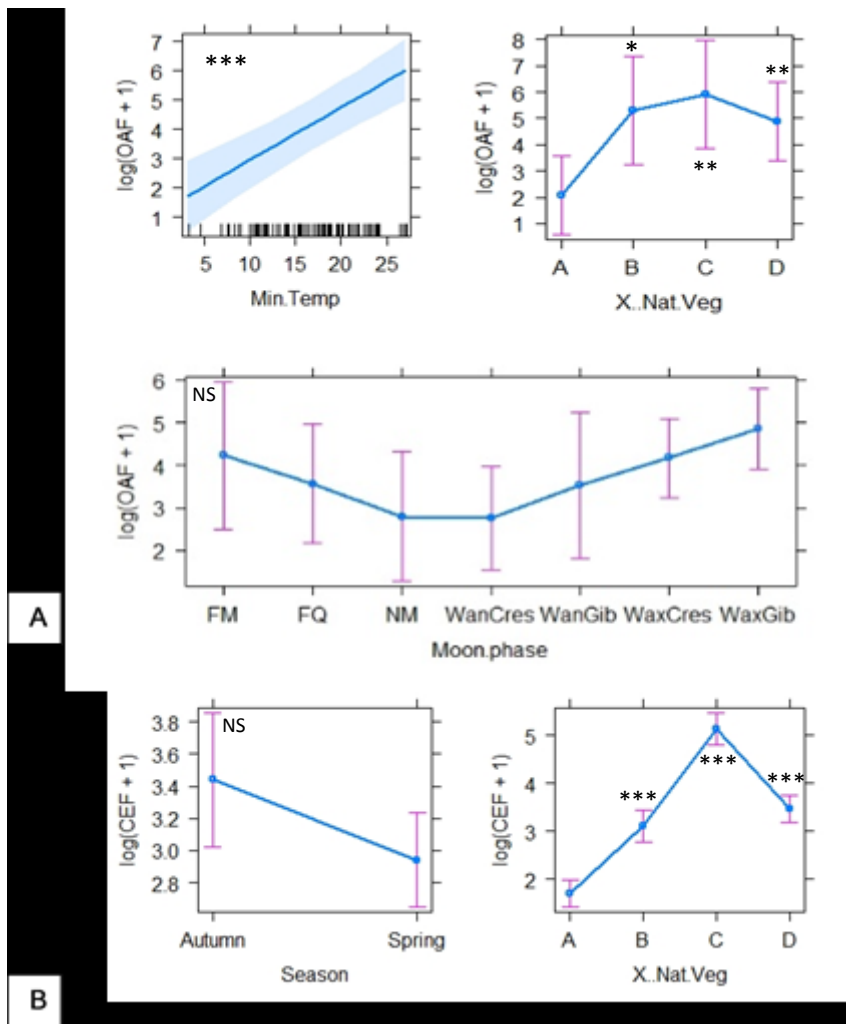 7
6
5
4
3
2
1
log(OAF + 1)
***
5 10 15 20 25
Min.Temp
8
7
6
5
4
3
2
1
log(OAF + 1)
*
**
**
A B C D
X..Nat.Veg
6
5
4
3
2
log(OAF + 1)
NS
FM FQ NM WanCres WanGib WaxCres WaxGib
Moon.phase
A
3.8
3.6
3.4
3.2
3.0
2.8
log(CEF + 1)
NS
Autumn Spring
Season
5
4
3
2
log(CEF + 1)
***
***
***
A B C D
X..Nat.Veg
B